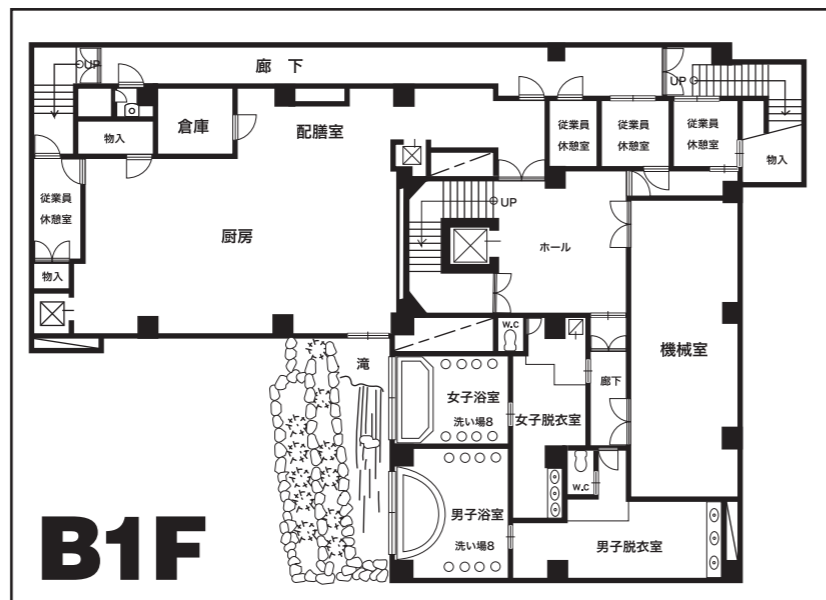 廊 下
UP
UP
倉庫
配膳室
物入
従業員
休憩室
従業員
休憩室
従業員
休憩室
物入
従業員
休憩室
厨房
UP
ホール
物入
W.C
滝
機械室
女子浴室
洗い場8
女子脱衣室
廊下
W.C
男子浴室
洗い場8
男子脱衣室
B1F